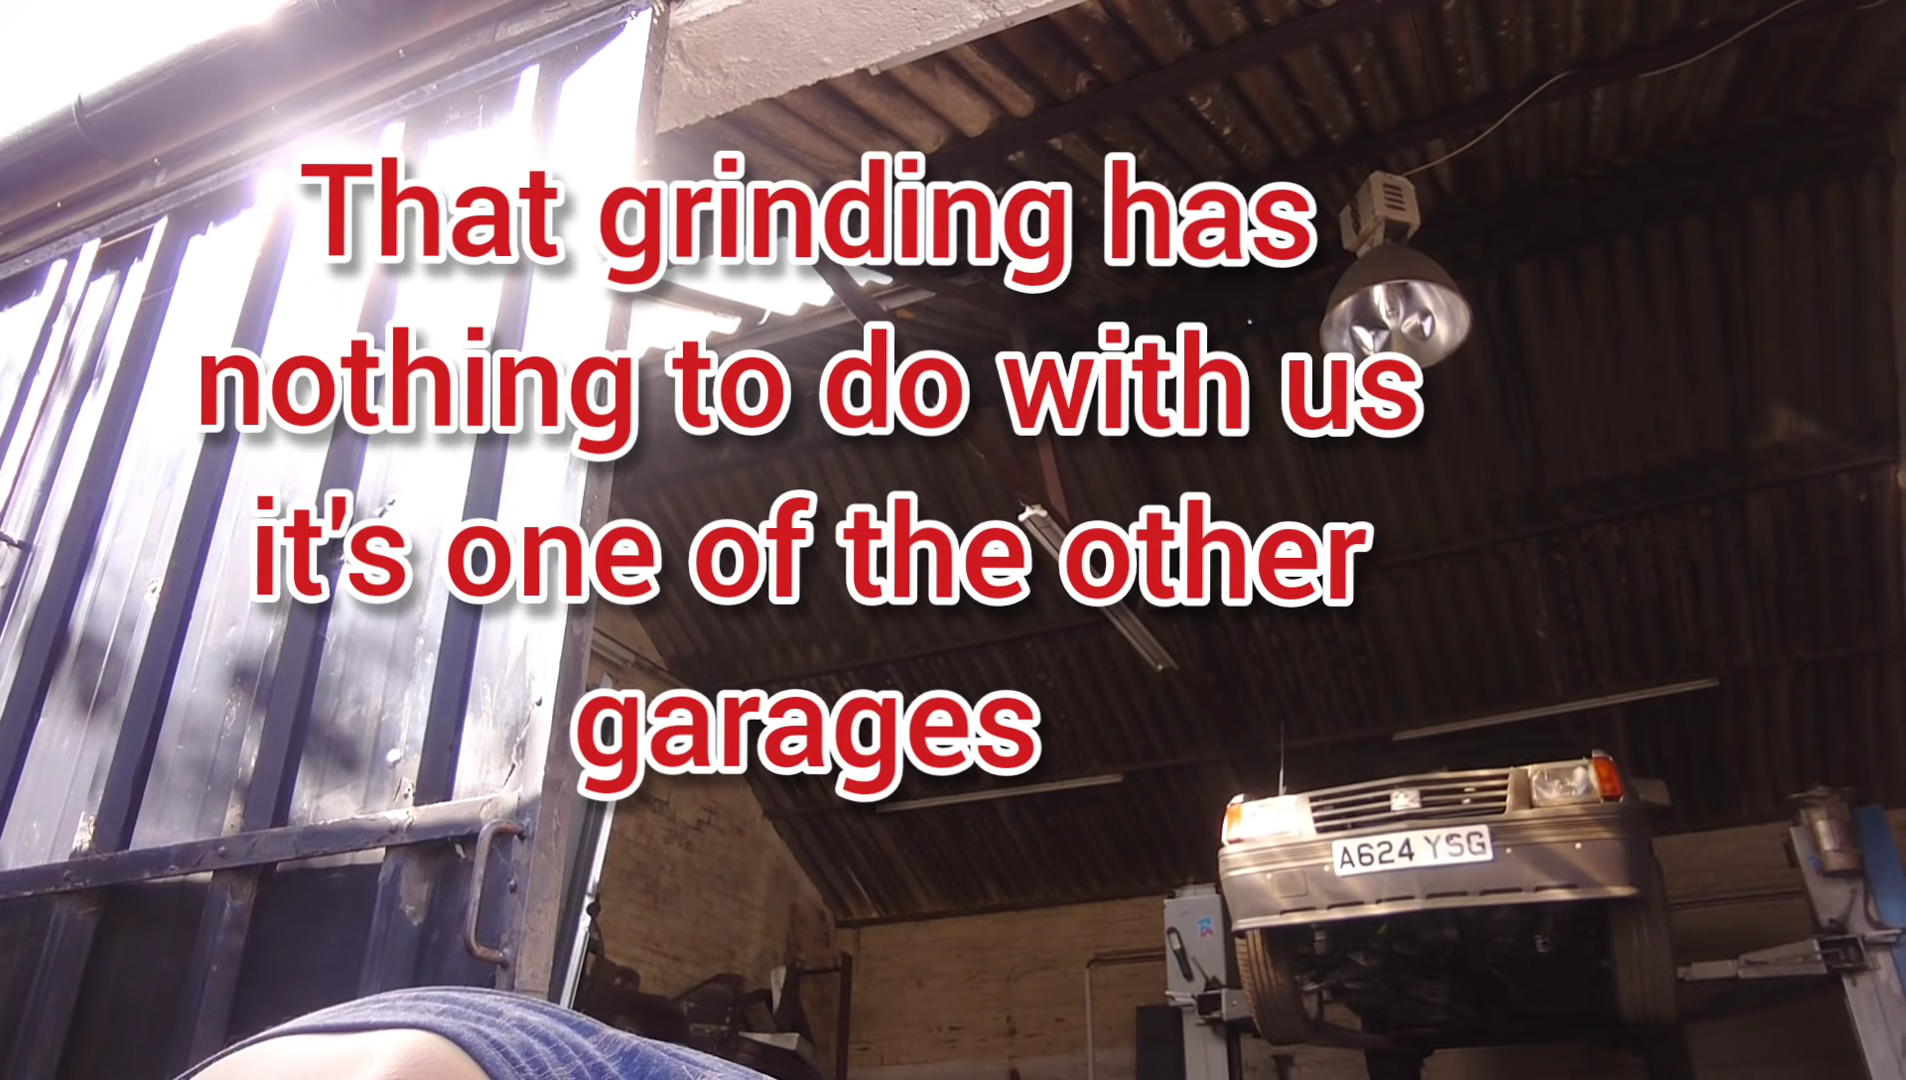 That grinding has
nothing to do with us
it's one of the other
garages
A624 YSG